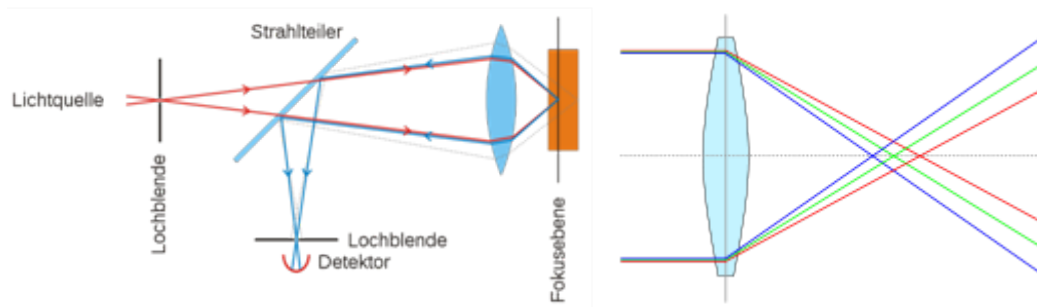 Strahlteiler
Lichtquelle
Lochblende
Lochblende
Detektor
Fokusebene